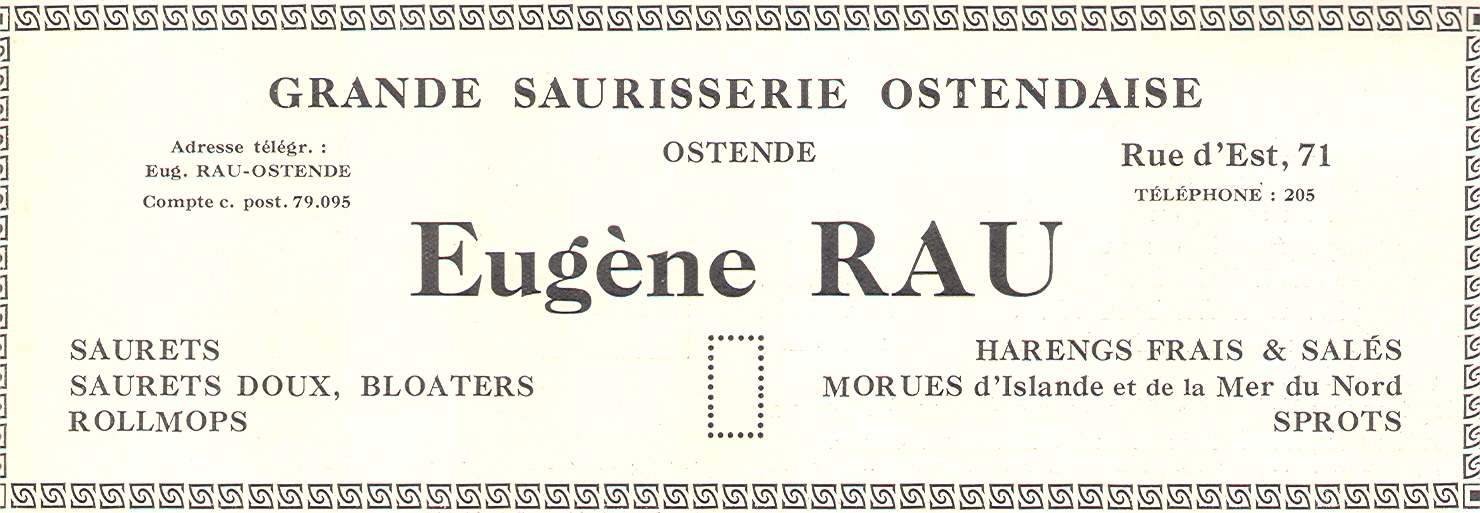 GRANDE SAURISSERIE OSTENDAISE
Adresse télégr. :
Eug. RAU-OSTENDE
Compte c. post. 79.095
OSTENDE
Rue d'Est, 71
TÉLÉPHONE : 205
Eugène RAU
SAURETS
SAURETS DOUX, BLOATERS
ROLLMOPS
HARENGS FRAIS & SALÉS
MORUES d'Islande et de la Mer du Nord
SPROTS